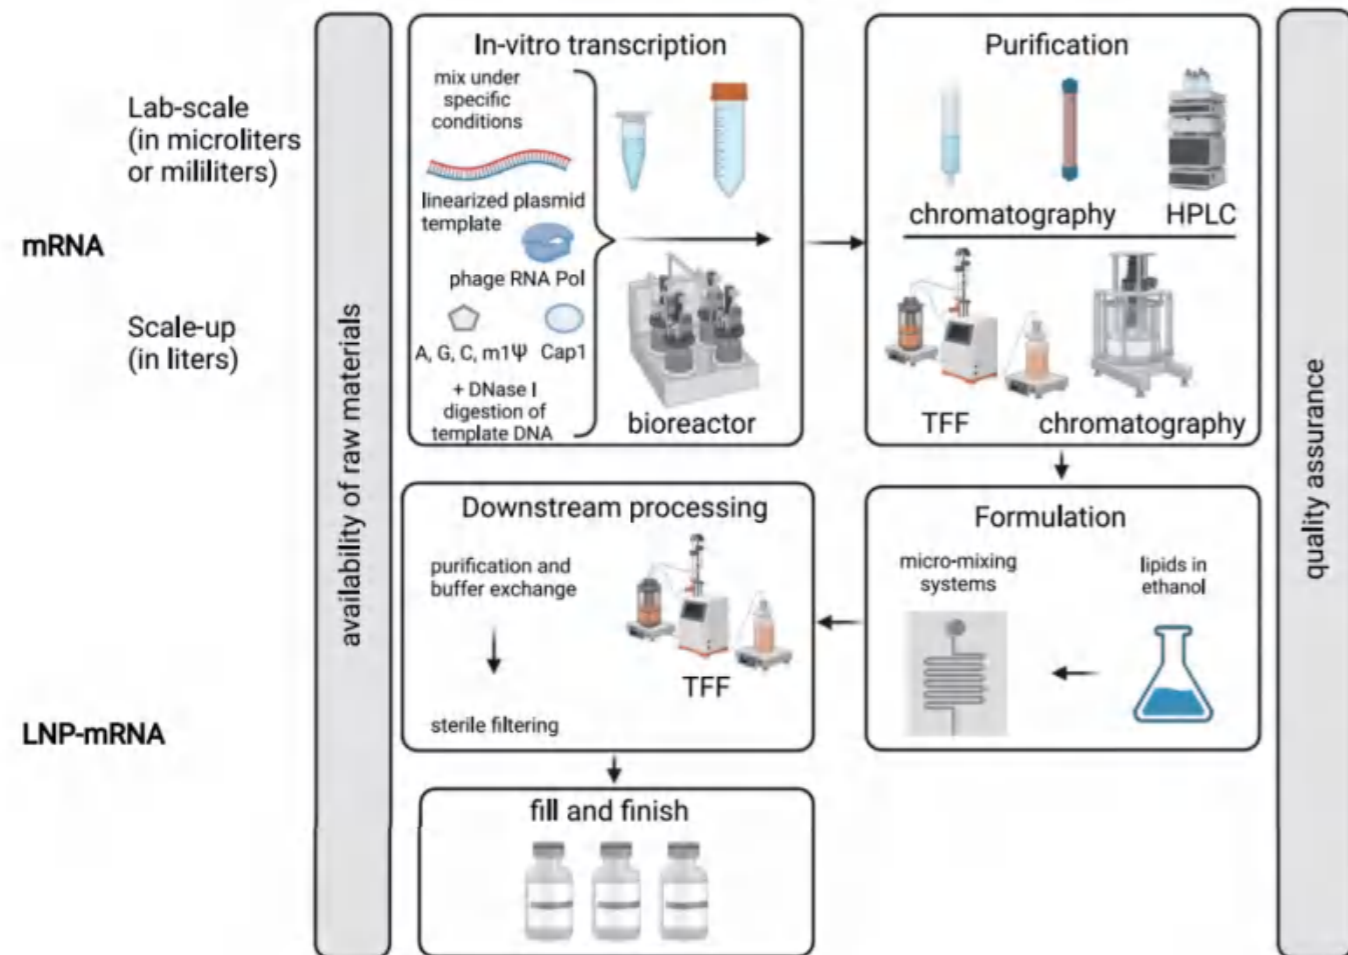 Lab-scale
(in microliters
or mililiters)
mRNA
Scale-up
(in liters)
LNP-mRNA
availability of raw materials
In-vitro transcription
mix under
specific
conditions
linearized plasmid
template
phage RNA Pol
A, G, C, m1Ψ Cap1
+ DNase I
digestion of
template DNA
bioreactor
Purification
chromatography HPLC
TFF chromatography
Formulation
micro-mixing
systems
lipids in
ethanol
Downstream processing
purification and
buffer exchange
sterile filtering
TFF
fill and finish
quality assurance